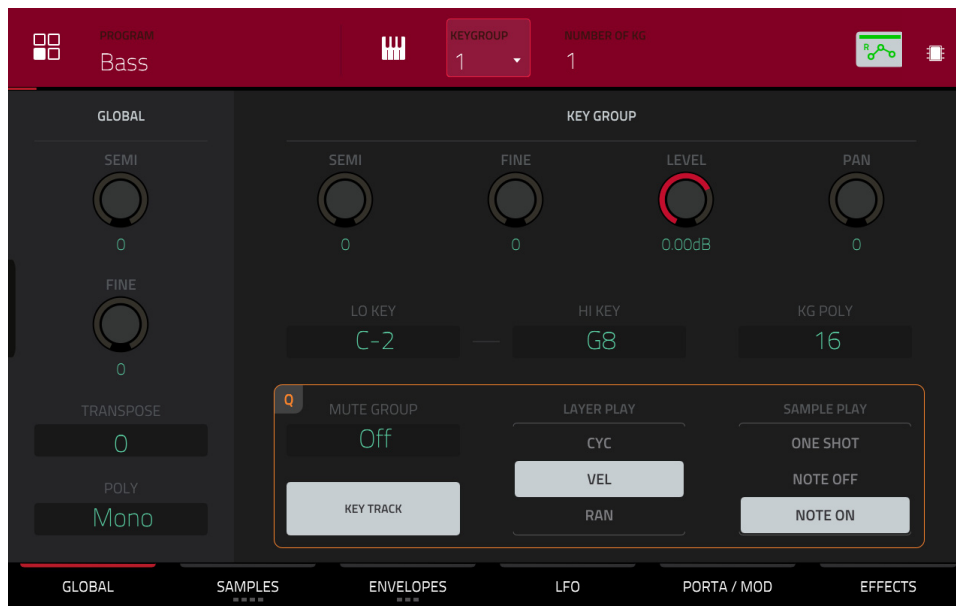 PROGRAM
Bass
KEYGROUP
1
NUMBER OF KG
1
R
GLOBAL
SEMI
0
FINE
0
TRANSPOSE
0
POLY
Mono
KEY GROUP
SEMI
0
FINE
0
LEVEL
0.00dB
PAN
0
LO KEY
C-2
HI KEY
G8
KG POLY
16
Q
MUTE GROUP
Off
KEY TRACK
LAYER PLAY
CYC
VEL
RAN
SAMPLE PLAY
ONE SHOT
NOTE OFF
NOTE ON
GLOBAL
SAMPLES
ENVELOPES
LFO
PORTA / MOD
EFFECTS